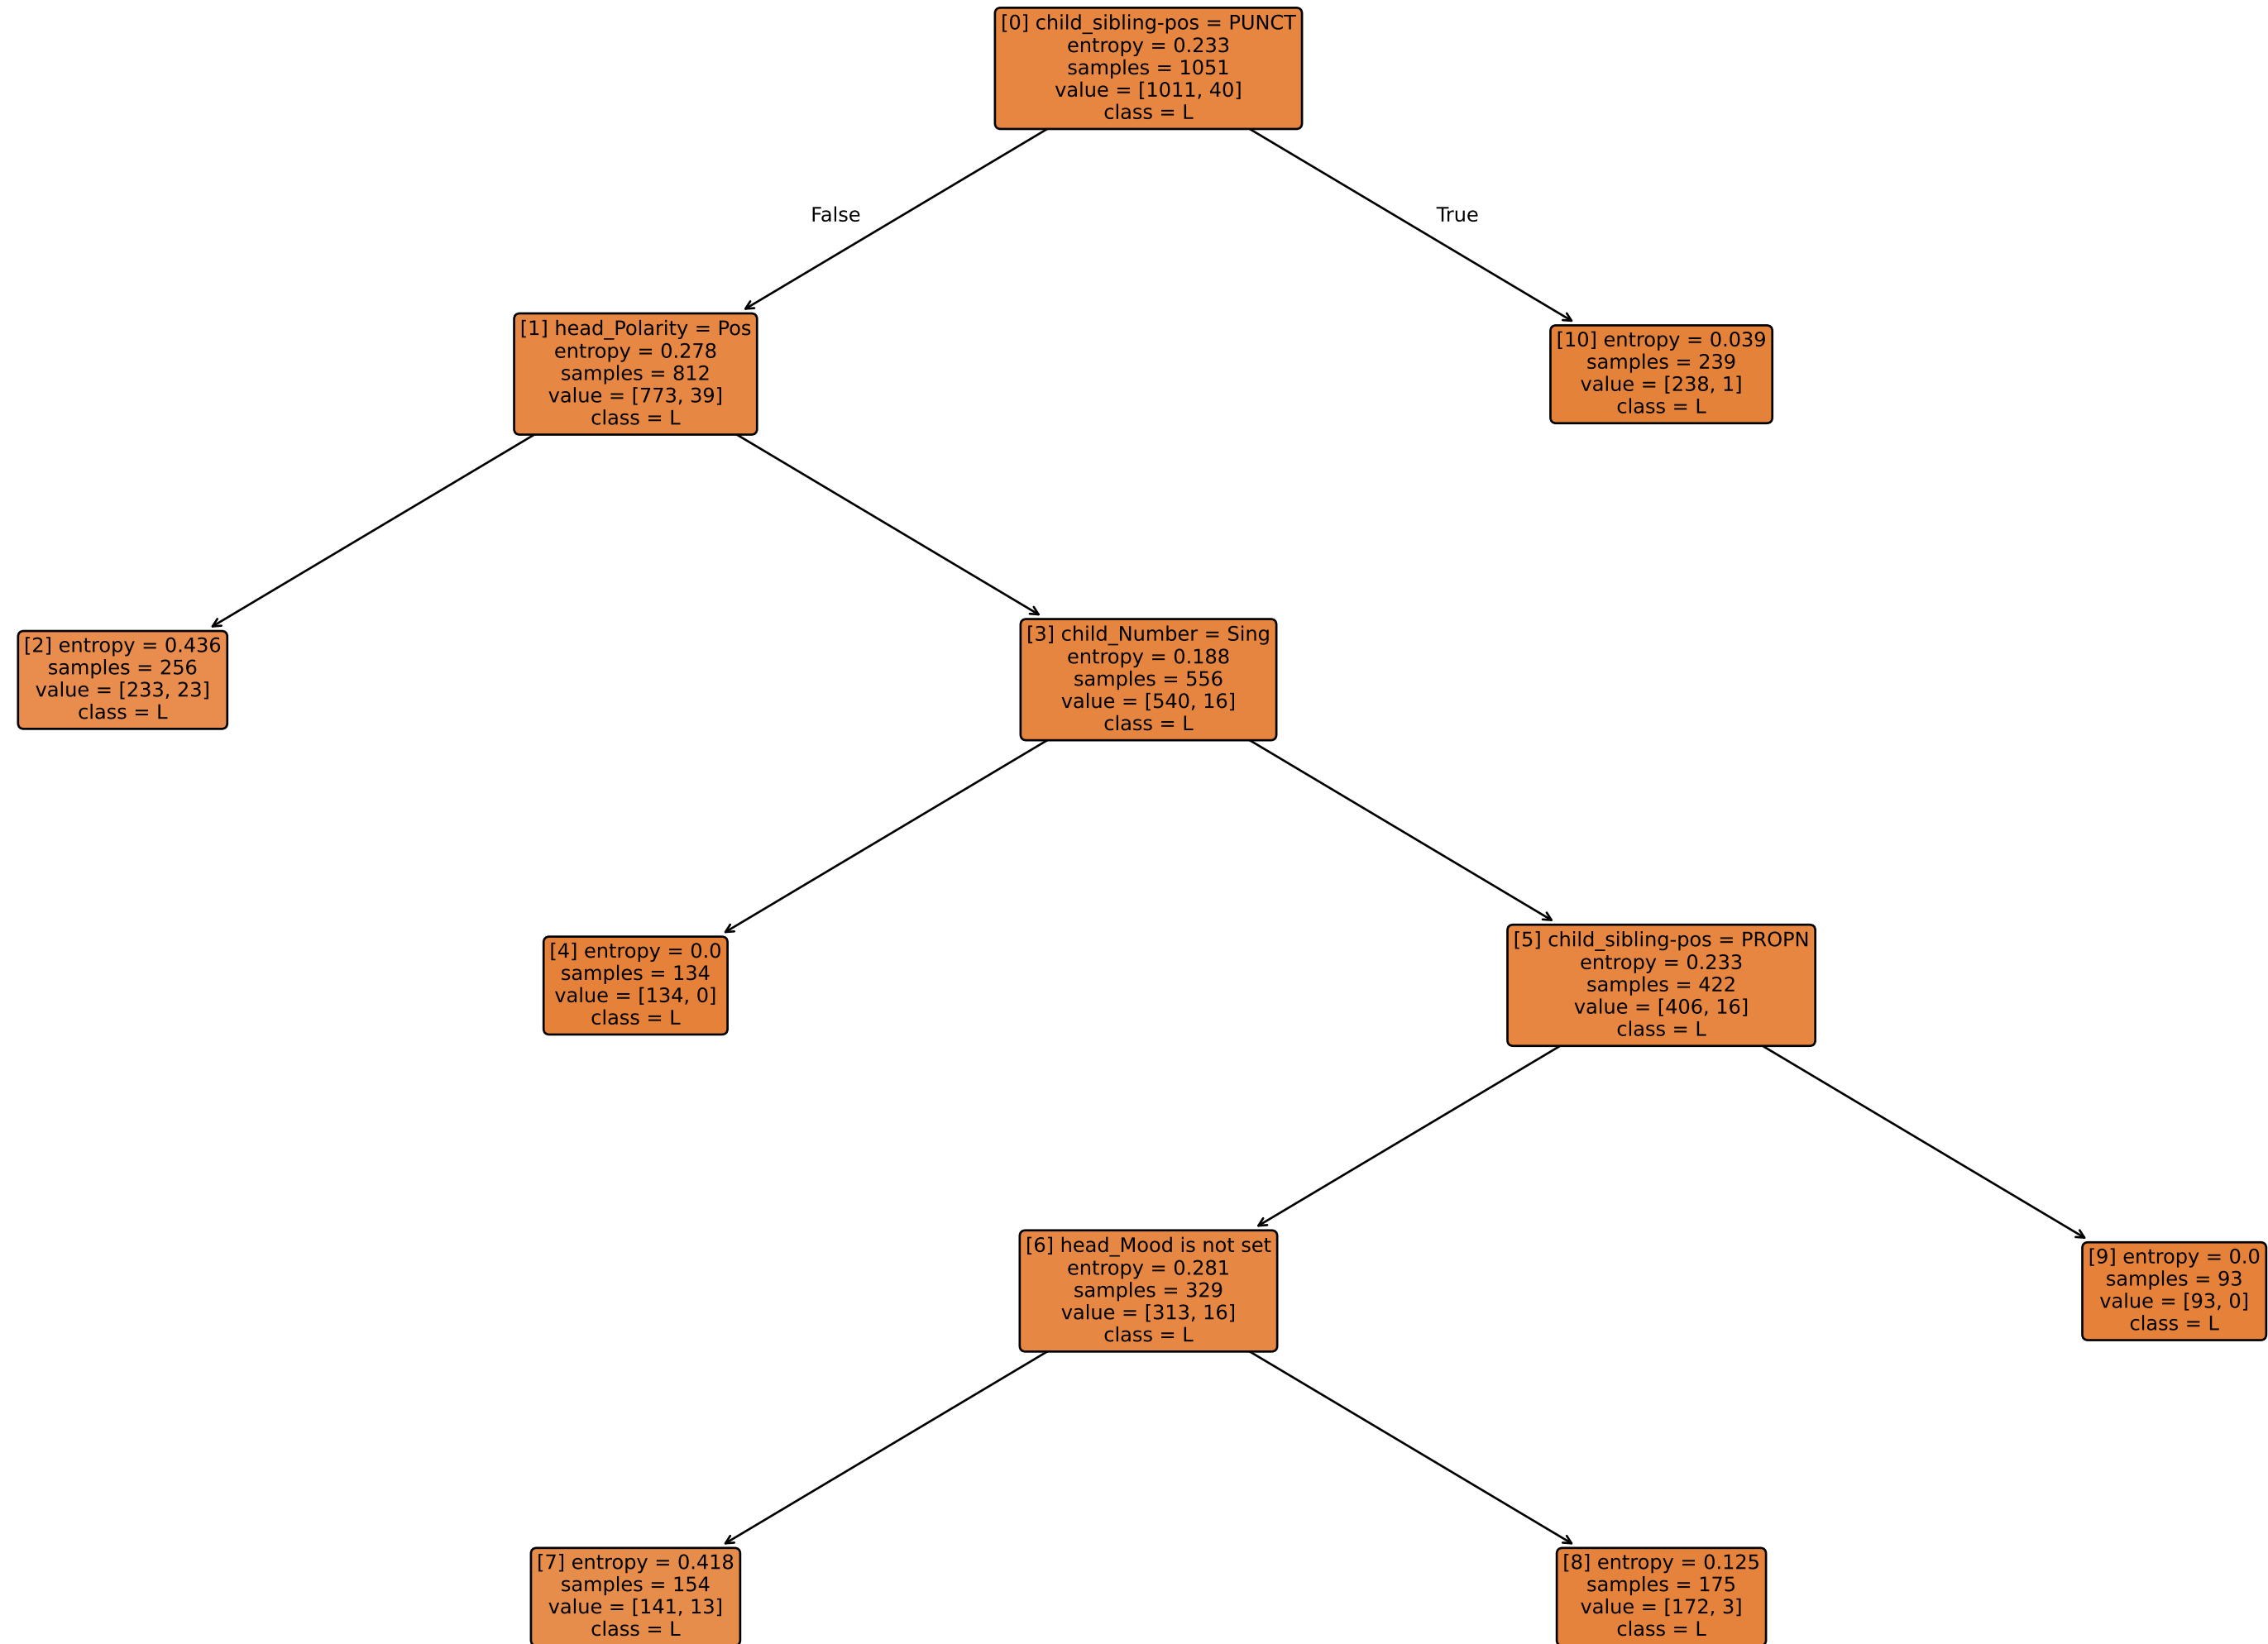 [0] child_sibling-pos = PUNCT
entropy = 0.233
samples = 1051
value = [1011, 40]
class = L
False
True
[1] head_Polarity = Pos
entropy = 0.278
samples = 812
value = [773, 39]
class = L
[10] entropy = 0.039
samples = 239
value = [238, 1]
class = L
[2] entropy = 0.436
samples = 256
value = [233, 23]
class = L
[3] child_Number = Sing
entropy = 0.188
samples = 556
value = [540, 16]
class = L
[4] entropy = 0.0
samples = 134
value = [134, 0]
class = L
[5] child_sibling-pos = PROPN
entropy = 0.233
samples = 422
value = [406, 16]
class = L
[6] head_Mood is not set
entropy = 0.281
samples = 329
value = [313, 16]
class = L
[9] entropy = 0.0
samples = 93
value = [93, 0]
class = L
[7] entropy = 0.418
samples = 154
value = [141, 13]
class = L
[8] entropy = 0.125
samples = 175
value = [172, 3]
class = L